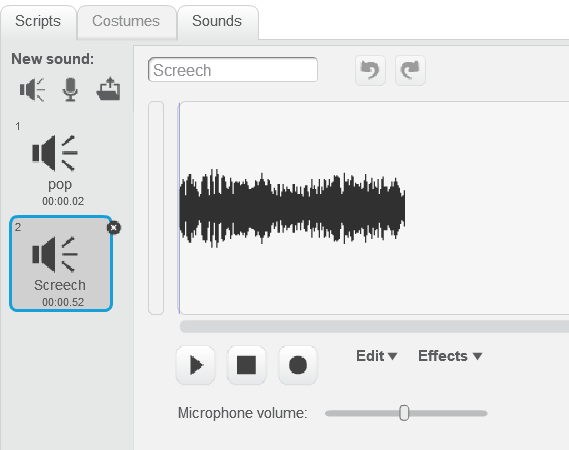 Scripts Costumes Sounds
New sound:
Screech
1
pop
00:00.02
2
Screech
00:00.52
Edit Effects
Microphone volume: